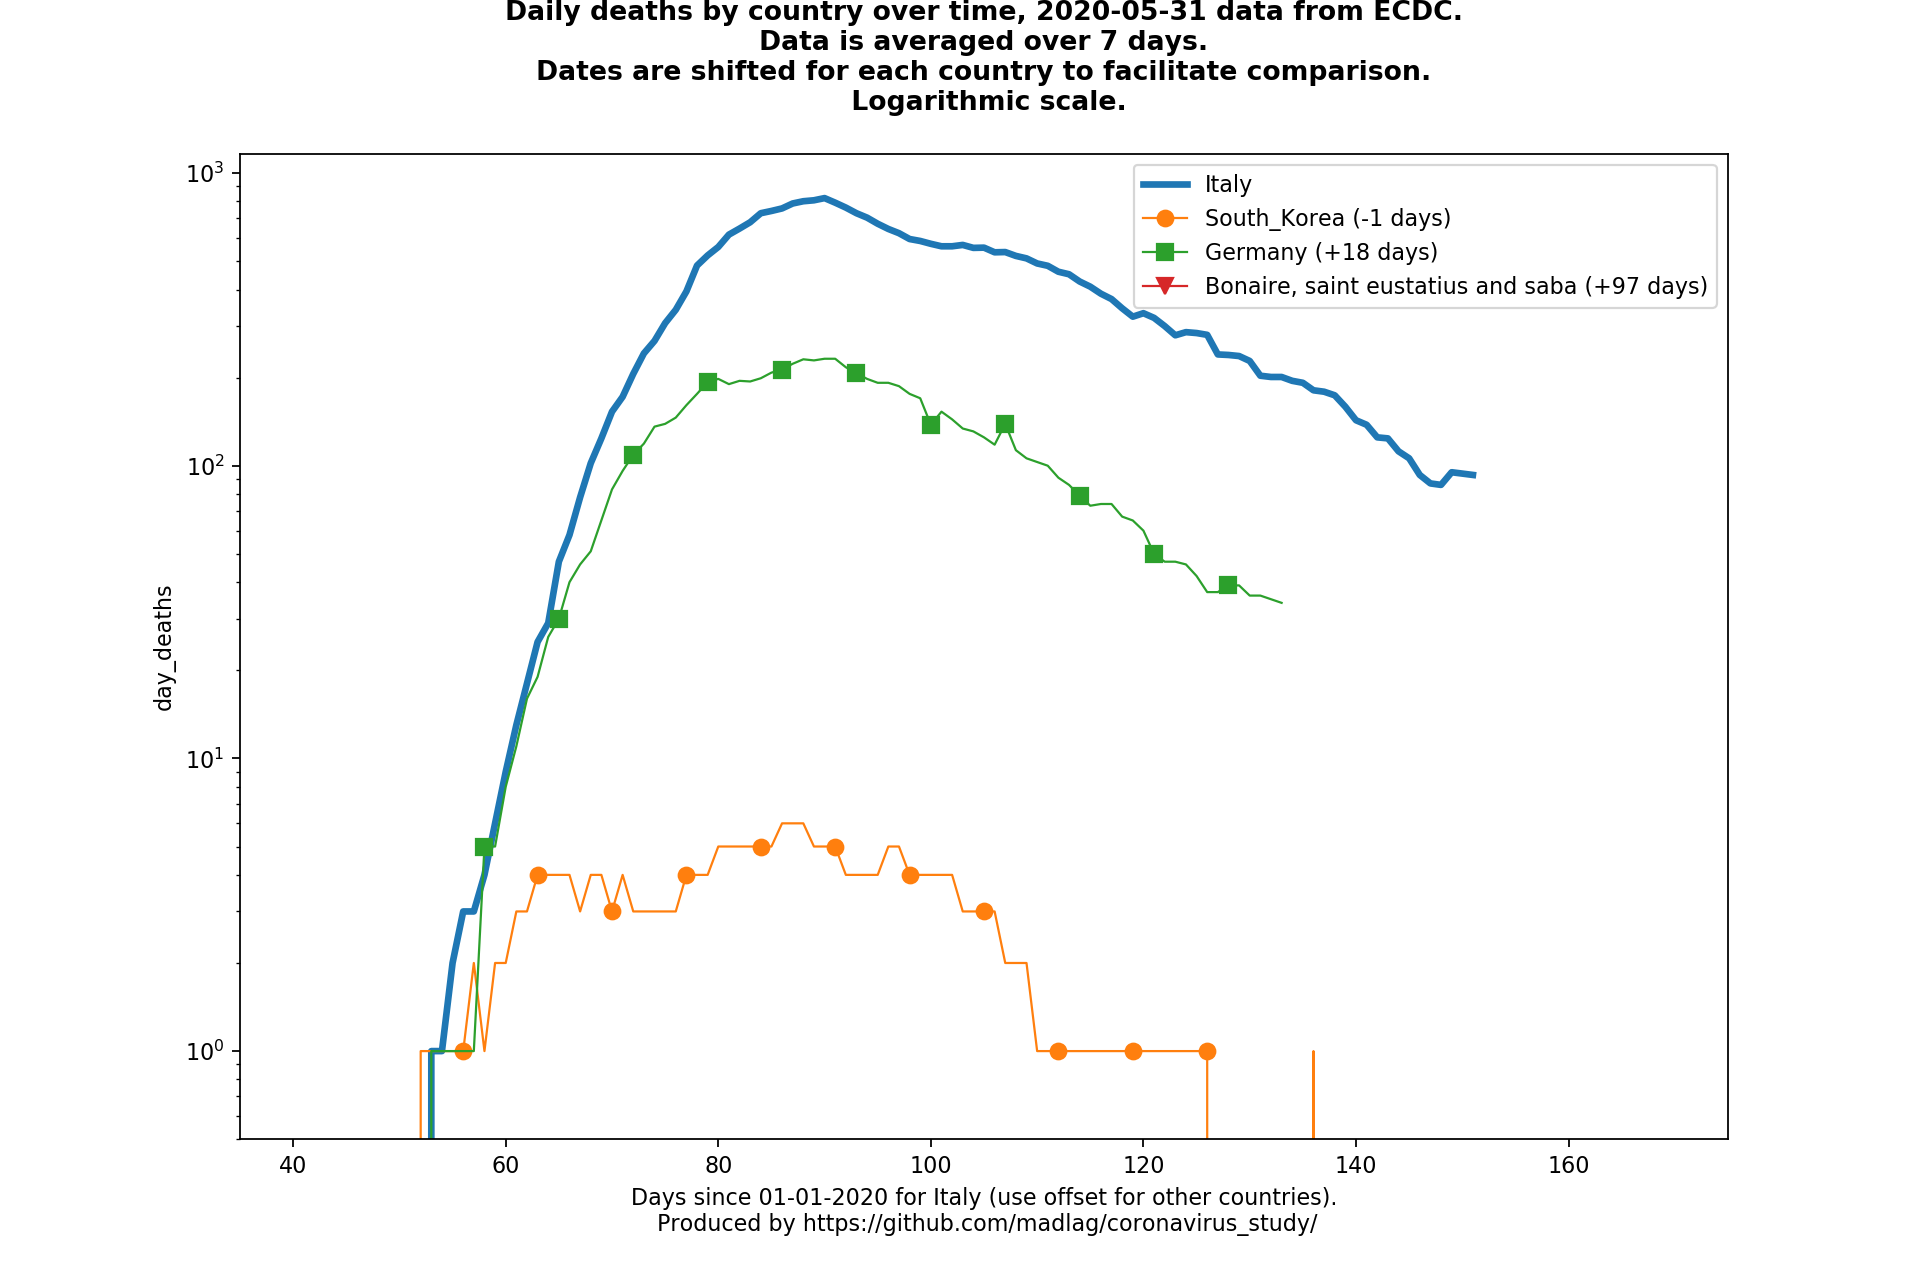 Daily deaths by country over time, 2020-05-31 data from ECDC.
Data is averaged over 7 days.
Dates are shifted for each country to facilitate comparison.
Logarithmic scale.
Italy
South_Korea (-1 days)
Germany (+18 days)
Bonaire, saint eustatius and saba (+97 days)
10³
10²
10¹
10⁰
day_deaths
40 60 80 100 120 140 160
Days since 01-01-2020 for Italy (use offset for other countries).
Produced by https://github.com/madlag/coronavirus_study/